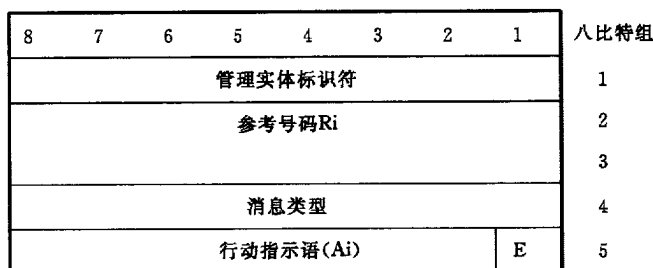 8 7 6 5 4 3 2 1 八比特组
管理实体标识符 1
参考号码Ri 2
3
消息类型 4
行动指示语(Ai) E 5